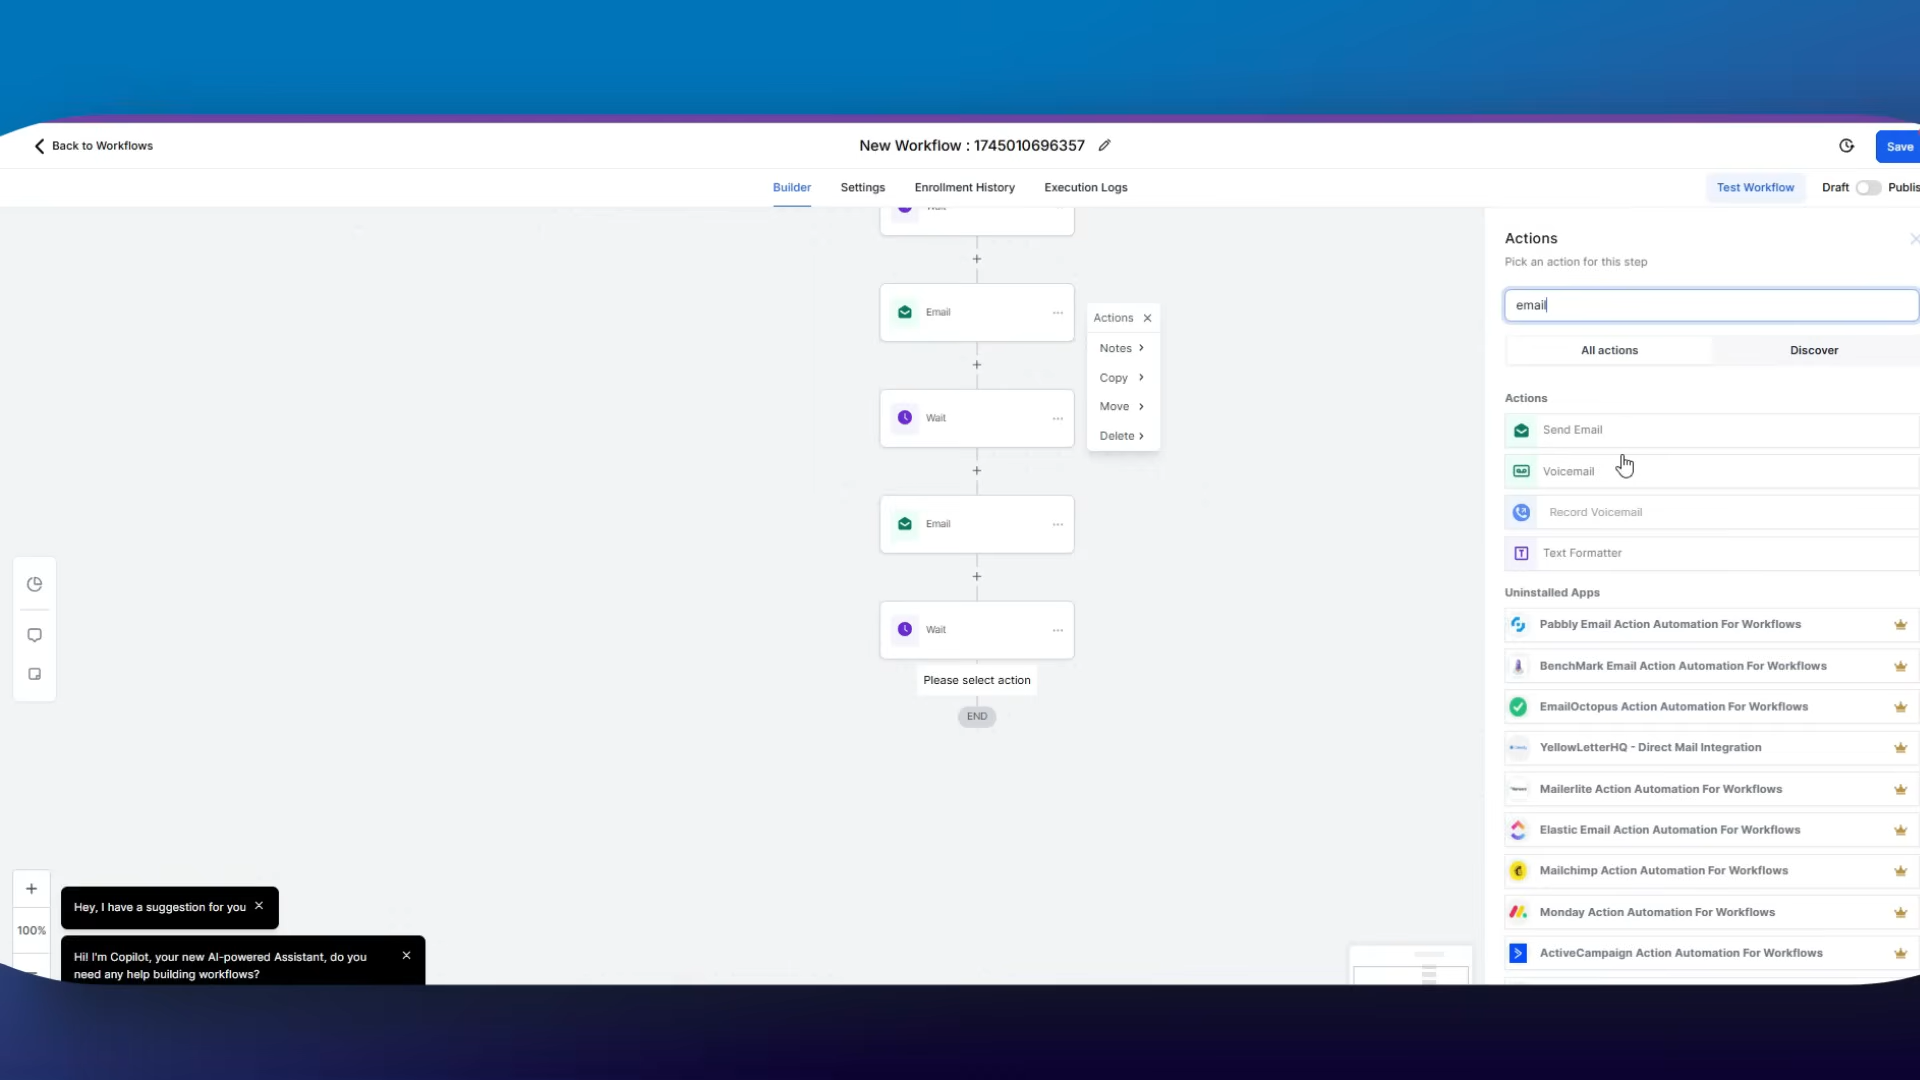 Back to Workflows
New Workflow : 1745010696357
Save
Builder
Settings
Enrollment History
Execution Logs
Test Workflow
Draft
Publis
Wait
Email
Wait
Email
Wait
Please select action
END
Actions
Notes
Copy
Move
Delete
Actions
Pick an action for this step
email
All actions
Discover
Actions
Send Email
Voicemail
Record Voicemail
Text Formatter
Uninstalled Apps
Pabbly Email Action Automation For Workflows
BenchMark Email Action Automation For Workflows
EmailOctopus Action Automation For Workflows
YellowLetterHQ - Direct Mail Integration
Mailerlite Action Automation For Workflows
Elastic Email Action Automation For Workflows
Mailchimp Action Automation For Workflows
Monday Action Automation For Workflows
ActiveCampaign Action Automation For Workflows
100%
Hey, I have a suggestion for you
Hi! I'm Copilot, your new AI-powered Assistant, do you
need any help building workflows?